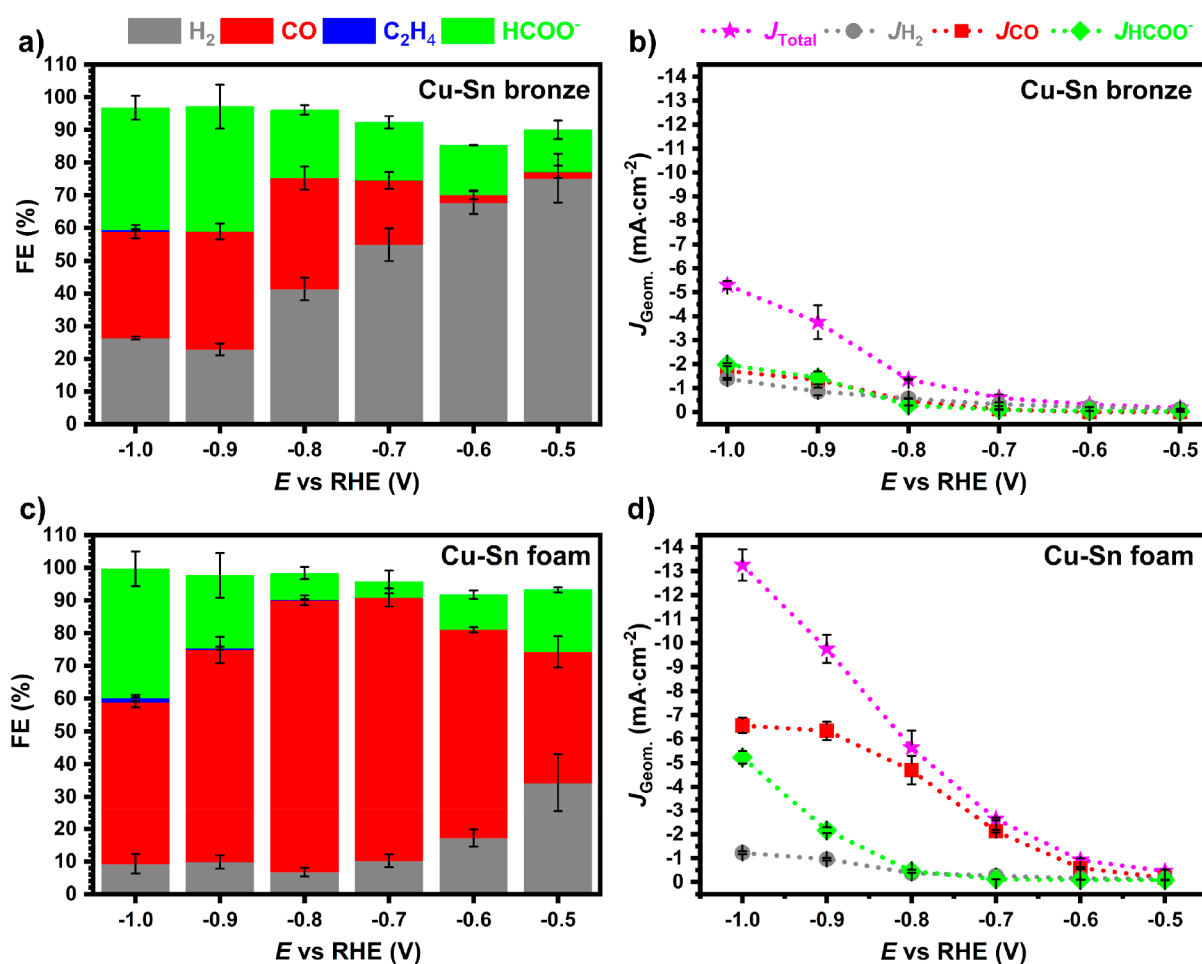 a)
H₂ CO C₂H₄ HCOO⁻
Cu-Sn bronze
FE (%)
110
100
90
80
70
60
50
40
30
20
10
0
-1.0 -0.9 -0.8 -0.7 -0.6 -0.5
E vs RHE (V)
b)
J_Total J_H₂ J_CO J_HCOO⁻
Cu-Sn bronze
J_Geom. (mA·cm⁻²)
-14
-13
-12
-11
-10
-9
-8
-7
-6
-5
-4
-3
-2
-1
0
-1.0 -0.9 -0.8 -0.7 -0.6 -0.5
E vs RHE (V)
c)
Cu-Sn foam
FE (%)
110
100
90
80
70
60
50
40
30
20
10
0
-1.0 -0.9 -0.8 -0.7 -0.6 -0.5
E vs RHE (V)
d)
Cu-Sn foam
J_Geom. (mA·cm⁻²)
-14
-13
-12
-11
-10
-9
-8
-7
-6
-5
-4
-3
-2
-1
0
-1.0 -0.9 -0.8 -0.7 -0.6 -0.5
E vs RHE (V)